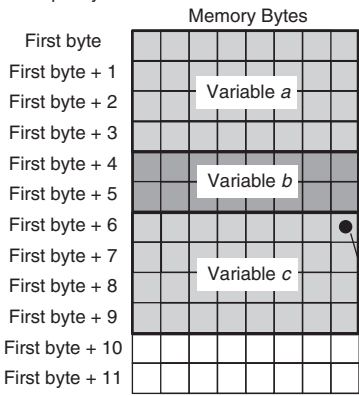 Memory Bytes
First byte
First byte + 1
First byte + 2
Variable a
First byte + 3
First byte + 4
Variable b
First byte + 5
First byte + 6
First byte + 7
Variable c
First byte + 8
First byte + 9
First byte + 10
First byte + 11